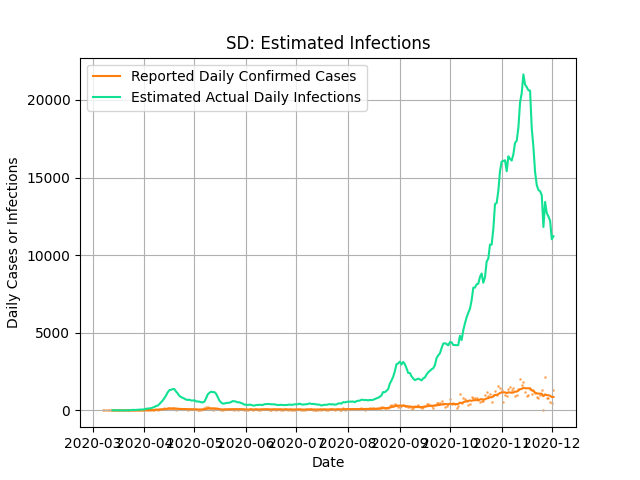 SD: Estimated Infections
Reported Daily Confirmed Cases
Estimated Actual Daily Infections
20000
15000
10000
5000
0
Daily Cases or Infections
2020-03 2020-04 2020-05 2020-06 2020-07 2020-08 2020-09 2020-10 2020-11 2020-12
Date